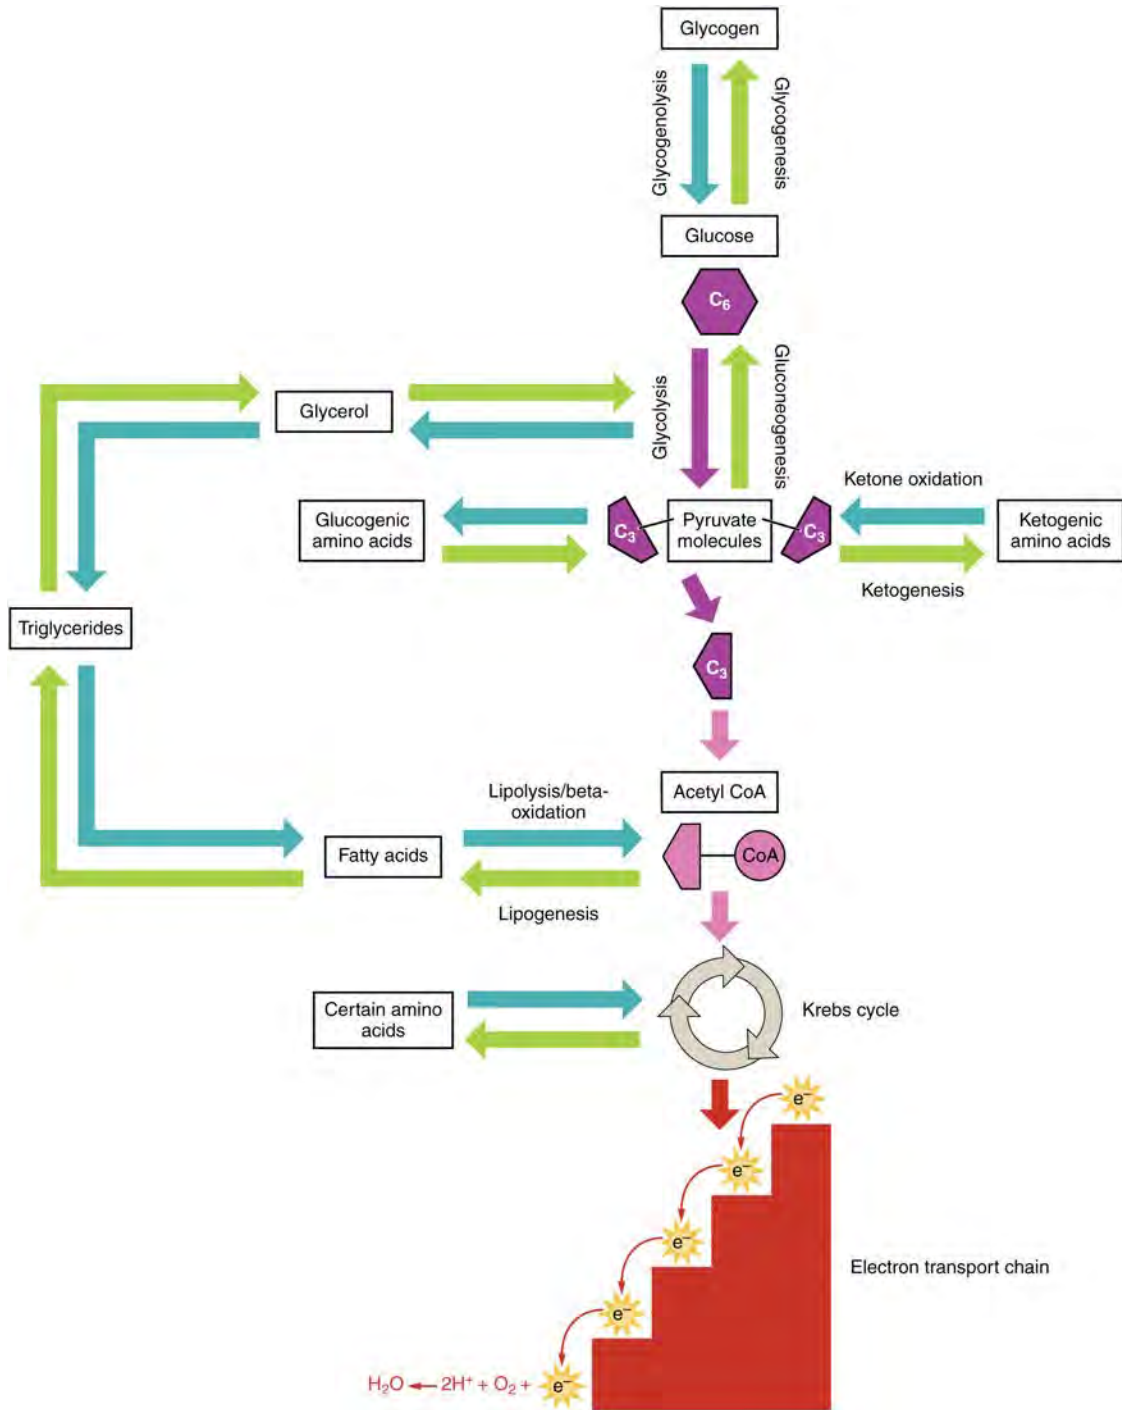 Glycogen
Glycogenolysis
Glycogenesis
Glucose
C₆
Glycolysis
Gluconeogenesis
Glycerol
Ketone oxidation
Glucogenic
amino acids
C₃
Pyruvate
molecules
C₃
Ketogenic
amino acids
Ketogenesis
Triglycerides
C₃
Lipolysis/beta-
oxidation
Acetyl CoA
Fatty acids
CoA
Lipogenesis
Certain amino
acids
Krebs cycle
e⁻
e⁻
e⁻
Electron transport chain
e⁻
H₂O ← 2H⁺ + O₂ + e⁻